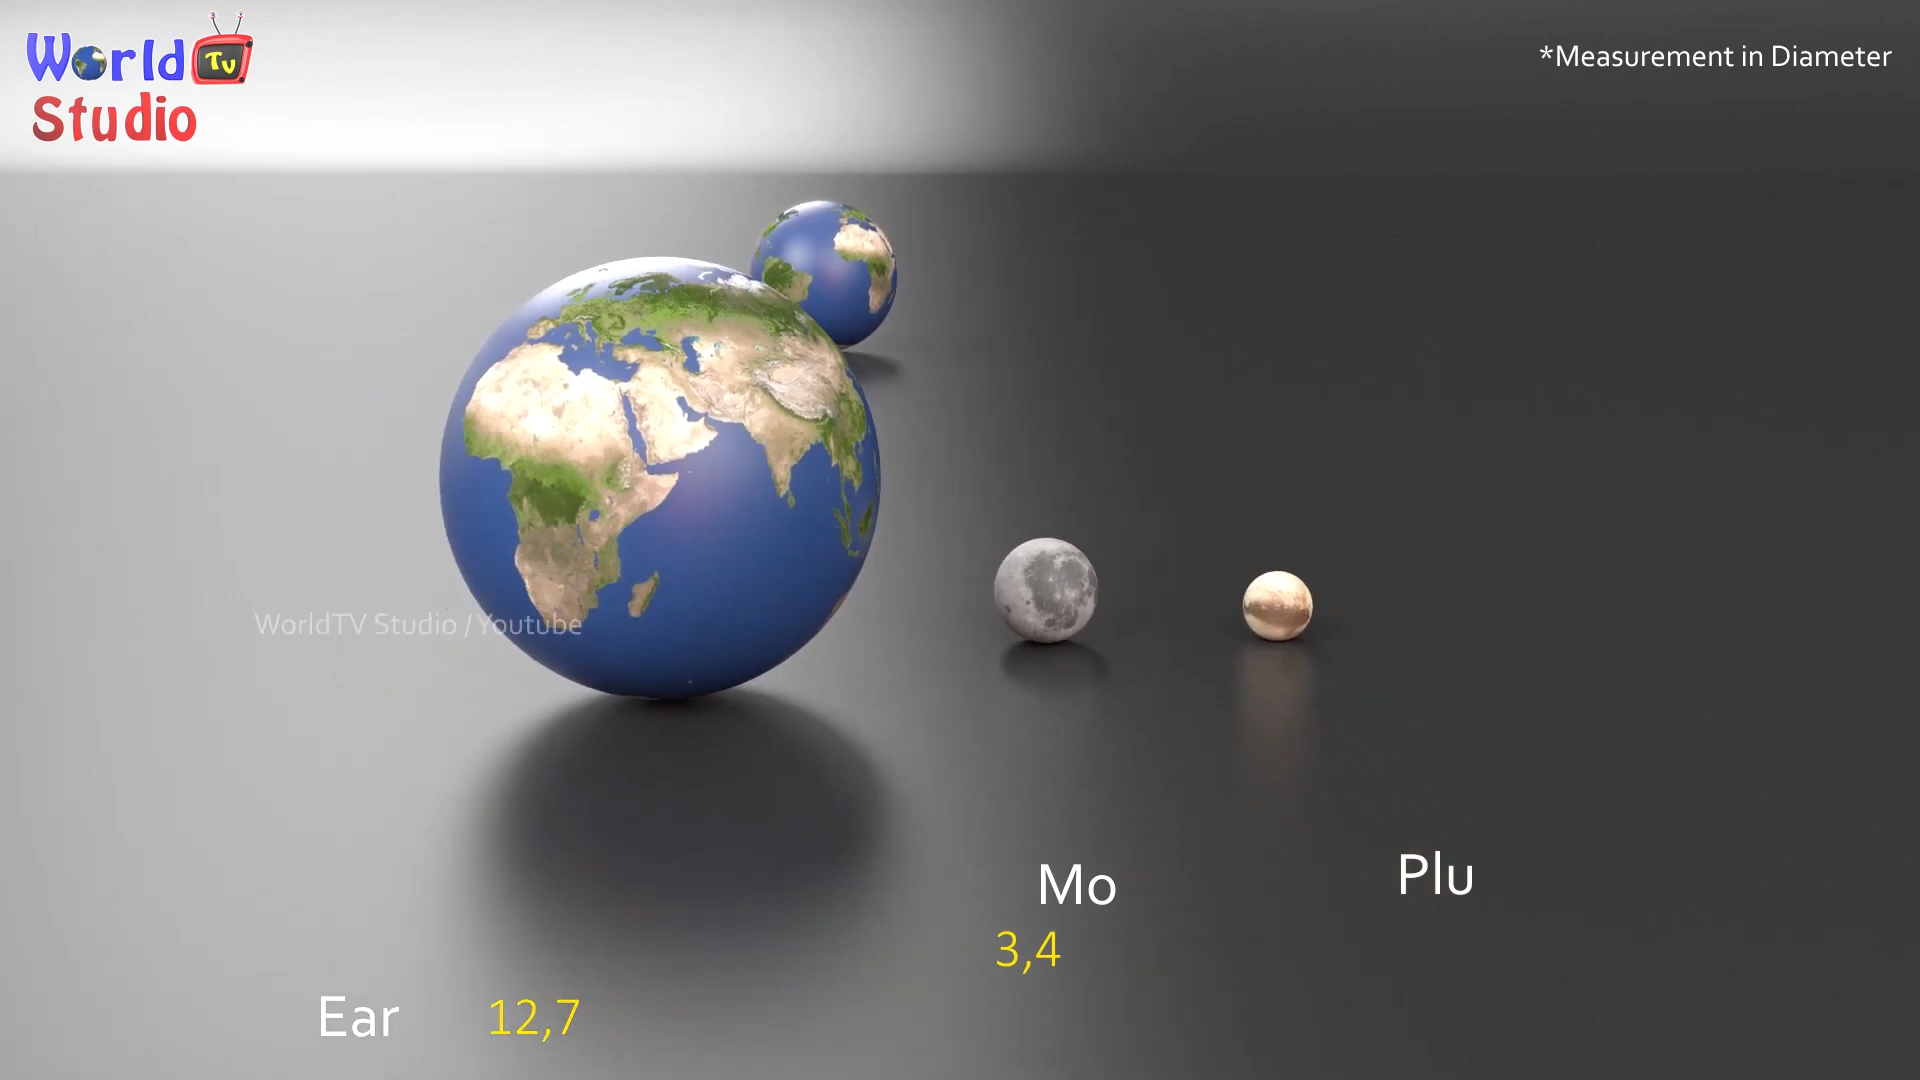 World Tv
Studio
*Measurement in Diameter
WorldTV Studio /Youtube
Mo
Plu
3,4
Ear
12,7